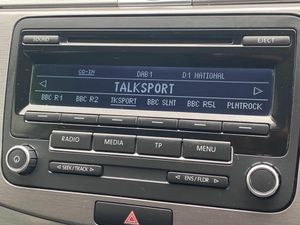 SOUND
EJECT
CO-IN DAB1 D1 NATIONAL
TALKSPORT
BBC R1 BBC R2 TKSPORT BBC SLNT BBC R5L PLNTROCK
RADIO MEDIA TP MENU
SEEK/TRACK
ENS/FLDR